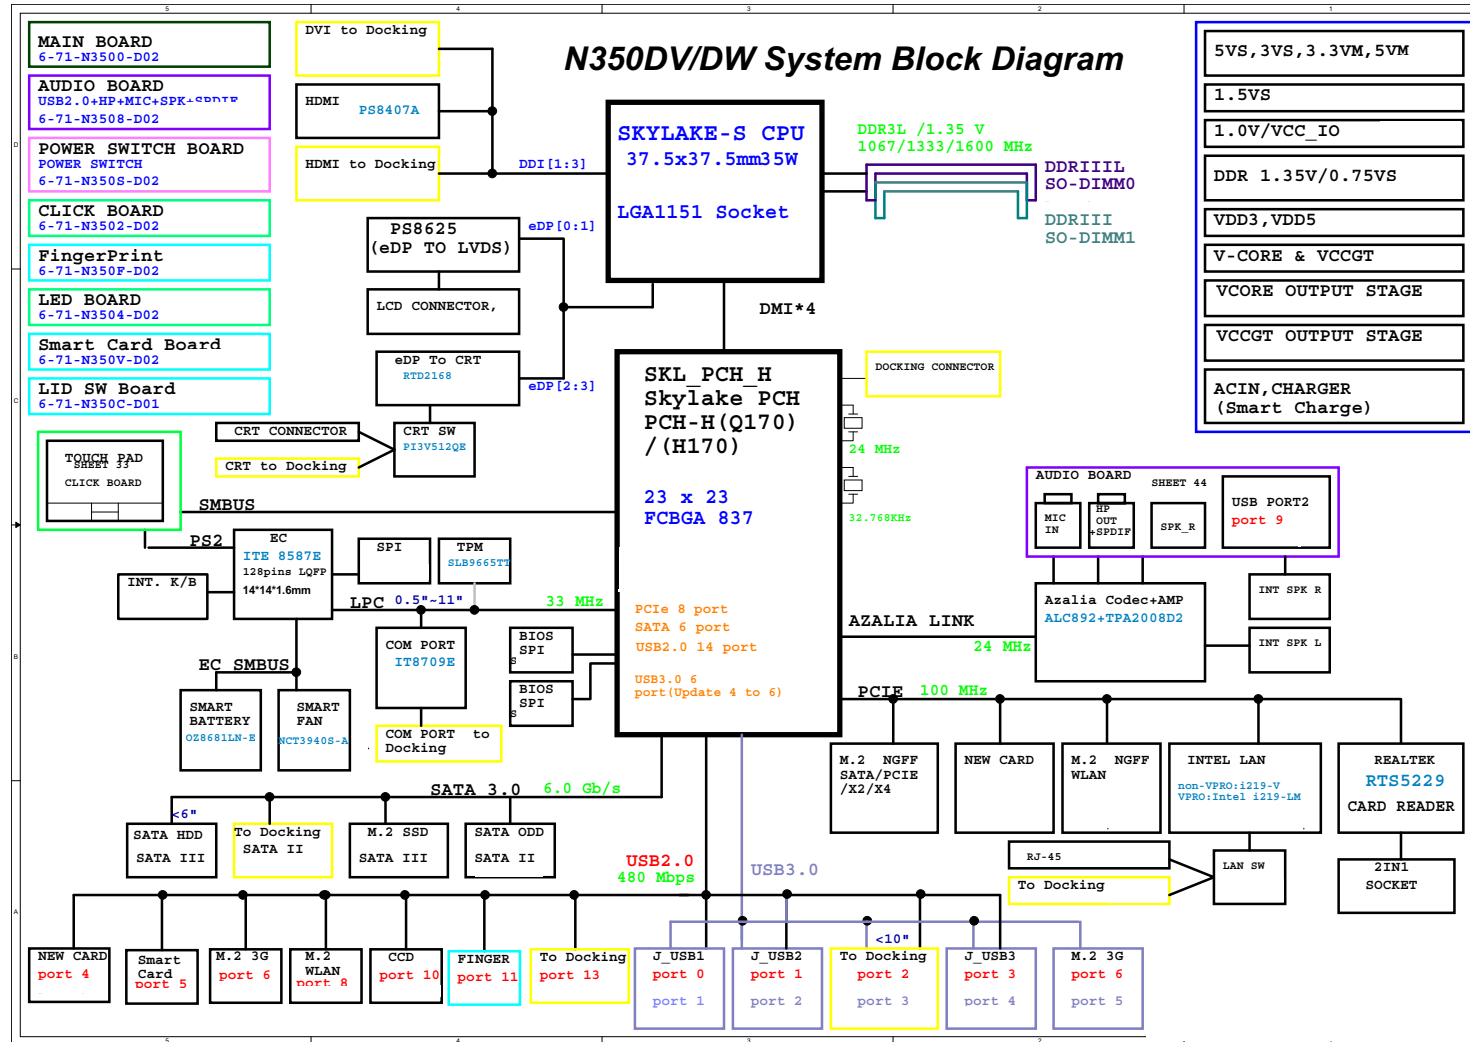 N350DV/DW System Block Diagram
MAIN BOARD
6-71-N3500-D02
AUDIO BOARD
USB2.0+HP+MIC+SPK+SPDIF
6-71-N3508-D02
POWER SWITCH BOARD
POWER SWITCH
6-71-N350S-D02
CLICK BOARD
6-71-N3502-D02
FingerPrint
6-71-N350F-D02
LED BOARD
6-71-N3504-D02
Smart Card Board
6-71-N350V-D02
LID SW Board
6-71-N350C-D01
DVI to Docking
HDMI
PS8407A
HDMI to Docking
DDI[1:3]
SKYLAKE-S CPU
37.5x37.5mm35W
LGA1151 Socket
DDR3L /1.35 V
1067/1333/1600 MHz
DDRIIIL
SO-DIMM0
DDRIII
SO-DIMM1
5VS,3VS,3.3VM,5VM
1.5VS
1.0V/VCC_IO
DDR 1.35V/0.75VS
VDD3,VDD5
V-CORE & VCCGT
VCORE OUTPUT STAGE
VCCGT OUTPUT STAGE
ACIN,CHARGER
(Smart Charge)
PS8625
(eDP TO LVDS)
eDP[0:1]
LCD CONNECTOR,
eDP To CRT
RTD2168
eDP[2:3]
DMI*4
CRT CONNECTOR
CRT to Docking
CRT SW
PI3V512QE
SKL_PCH_H
Skylake PCH
PCH-H(Q170)
/(H170)
23 x 23
FCBGA 837
PCIe 8 port
SATA 6 port
USB2.0 14 port
USB3.0 6
port(Update 4 to 6)
DOCKING CONNECTOR
24 MHz
32.768KHz
TOUCH PAD
SHEET 33
CLICK BOARD
SMBUS
PS2
EC
ITE 8587E
128pins LQFP
14*14*1.6mm
INT. K/B
SPI
TPM
SLB9665TT
LPC
0.5"~11"
33 MHz
COM PORT
IT8709E
COM PORT to
Docking
BIOS
SPI
S
BIOS
SPI
S
EC SMBUS
SMART
BATTERY
OZ8681LN-E
SMART
FAN
NCT3940S-A
AUDIO BOARD
SHEET 44
MIC
IN
HP
OUT
+SPDIF
SPK_R
USB PORT2
port 9
Azalia Codec+AMP
ALC892+TPA2008D2
INT SPK R
INT SPK L
AZALIA LINK
24 MHz
PCIE
100 MHz
M.2 NGFF
SATA/PCIE
/X2/X4
NEW CARD
M.2 NGFF
WLAN
INTEL LAN
non-VPRO:i219-V
VPRO:Intel i219-LM
REALTEK
RTS5229
CARD READER
RJ-45
To Docking
LAN SW
2IN1
SOCKET
SATA 3.0
6.0 Gb/s
<6"
SATA HDD
SATA III
To Docking
SATA II
M.2 SSD
SATA III
SATA ODD
SATA II
USB2.0
480 Mbps
USB3.0
<10"
NEW CARD
port 4
Smart
Card
port 5
M.2 3G
port 6
M.2
WLAN
port 8
CCD
port 10
FINGER
port 11
To Docking
port 13
J_USB1
port 0
port 1
J_USB2
port 1
port 2
To Docking
port 2
port 3
J_USB3
port 3
port 4
M.2 3G
port 6
port 5
5 4 3 2 1
D
C
B
A